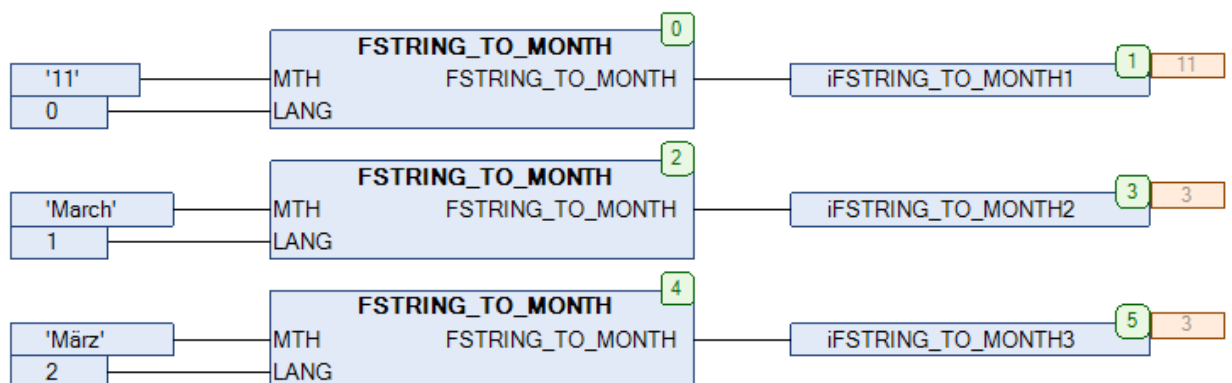 0
FSTRING_TO_MONTH
'11' MTH FSTRING_TO_MONTH iFSTRING_TO_MONTH1 1 11
0 LANG
2
FSTRING_TO_MONTH
'March' MTH FSTRING_TO_MONTH iFSTRING_TO_MONTH2 3 3
1 LANG
4
FSTRING_TO_MONTH
'März' MTH FSTRING_TO_MONTH iFSTRING_TO_MONTH3 5 3
2 LANG